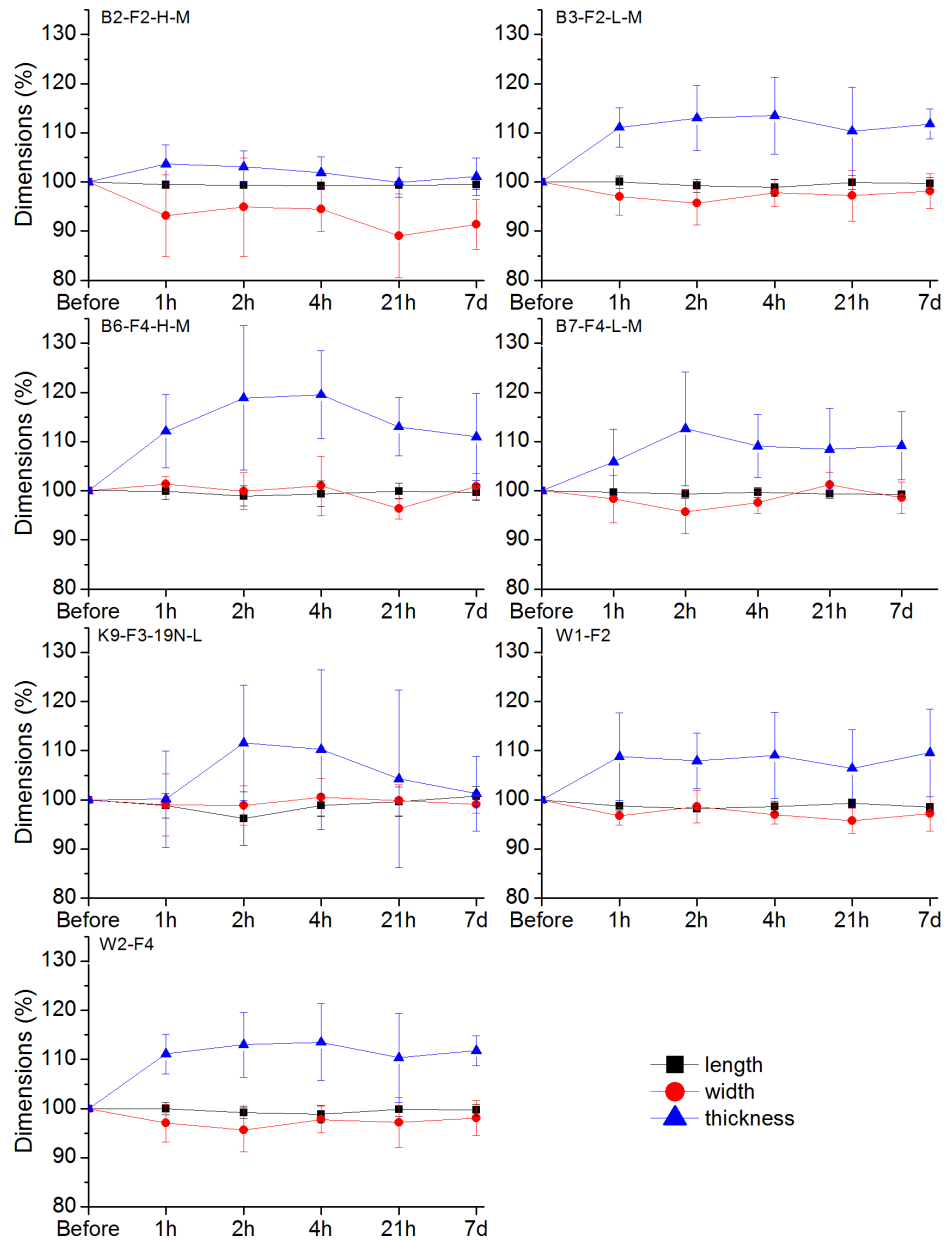 B2-F2-H-M
Dimensions (%)
130
120
110
100
90
80
Before 1h 2h 4h 21h 7d
B3-F2-L-M
Dimensions (%)
130
120
110
100
90
80
Before 1h 2h 4h 21h 7d
B6-F4-H-M
Dimensions (%)
130
120
110
100
90
80
Before 1h 2h 4h 21h 7d
B7-F4-L-M
Dimensions (%)
130
120
110
100
90
80
Before 1h 2h 4h 21h 7d
K9-F3-19N-L
Dimensions (%)
130
120
110
100
90
80
Before 1h 2h 4h 21h 7d
W1-F2
Dimensions (%)
130
120
110
100
90
80
Before 1h 2h 4h 21h 7d
W2-F4
Dimensions (%)
130
120
110
100
90
80
Before 1h 2h 4h 21h 7d
length
width
thickness